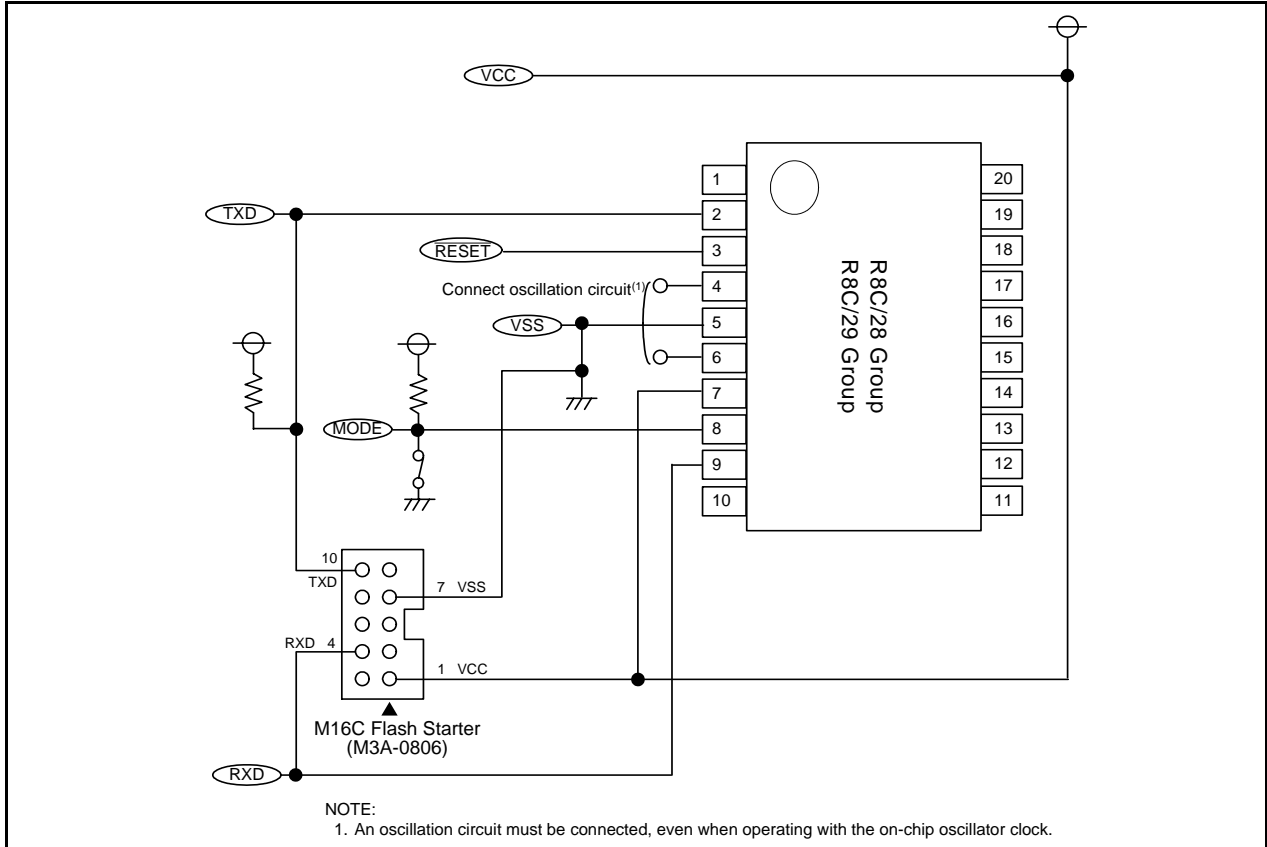 VCC
TXD
RESET
Connect oscillation circuit(1)
VSS
MODE
1
2
3
4
5
6
7
8
9
10
20
19
18
17
16
15
14
13
12
11
R8C/28 Group
R8C/29 Group
10
TXD
7 VSS
RXD 4
1 VCC
M16C Flash Starter
(M3A-0806)
RXD
NOTE:
1. An oscillation circuit must be connected, even when operating with the on-chip oscillator clock.